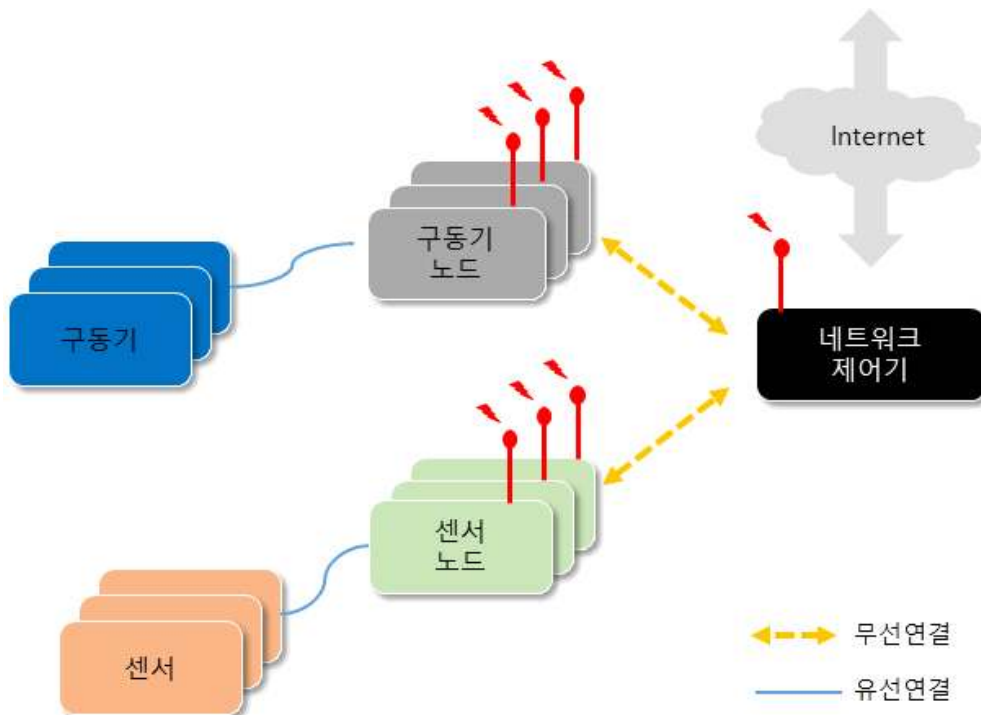 Internet
구동기
노드
구동기
네트워크
제어기
센서
노드
센서
무선연결
유선연결